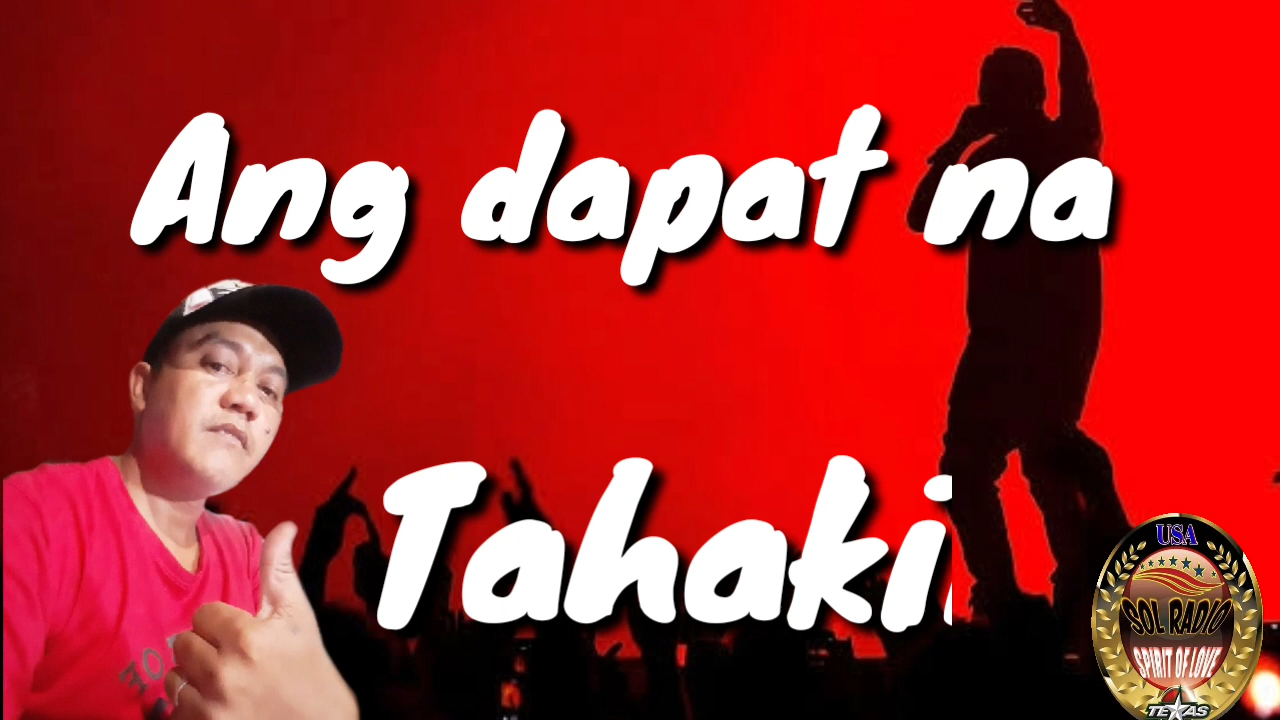 Ang dapat na
Tahaki
USA
SOL RADIO
SPIRIT OF LOVE
TEXAS